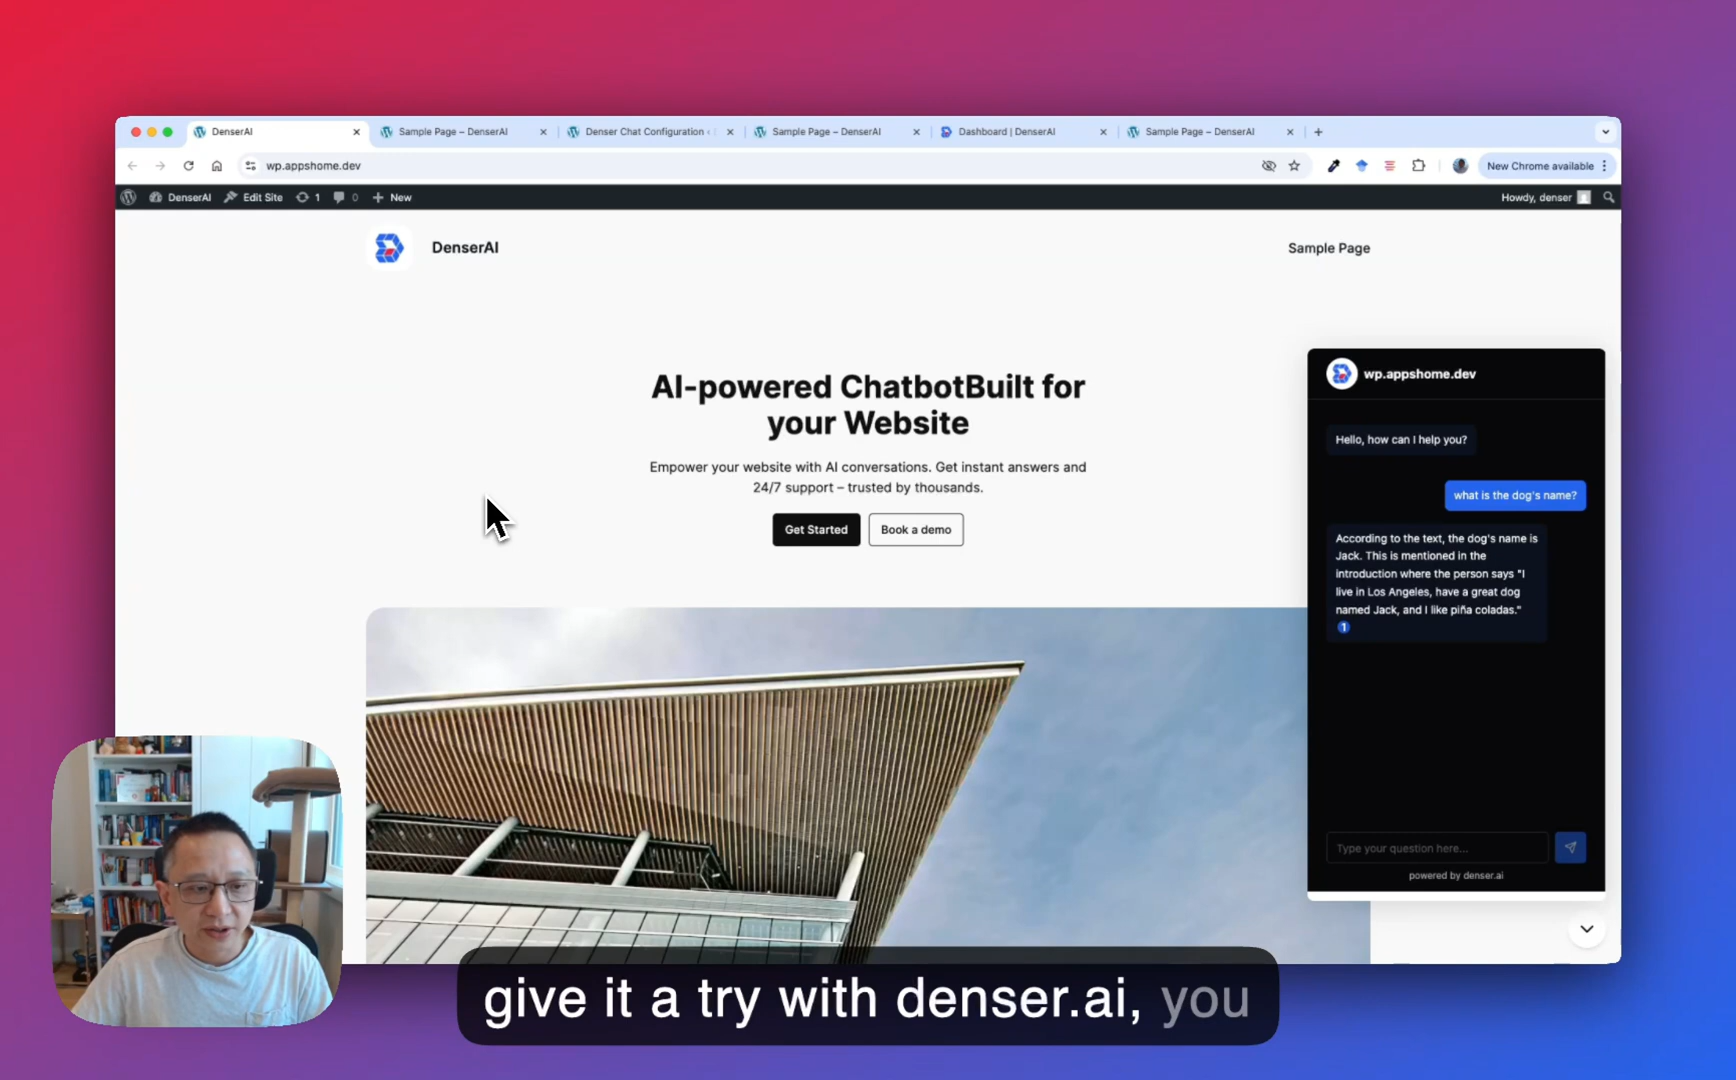 DenserAI
Sample Page – DenserAI
Denser Chat Configuration ‹
Sample Page – DenserAI
Dashboard | DenserAI
Sample Page – DenserAI
wp.appshome.dev
New Chrome available
DenserAI
Edit Site
1
0
New
Howdy, denser
DenserAI
Sample Page
AI-powered ChatbotBuilt for
your Website
Empower your website with AI conversations. Get instant answers and
24/7 support – trusted by thousands.
Get Started
Book a demo
wp.appshome.dev
Hello, how can I help you?
what is the dog's name?
According to the text, the dog's name is
Jack. This is mentioned in the
introduction where the person says "I
live in Los Angeles, have a great dog
named Jack, and I like piña coladas."
1
Type your question here...
powered by denser.ai
give it a try with denser.ai, you